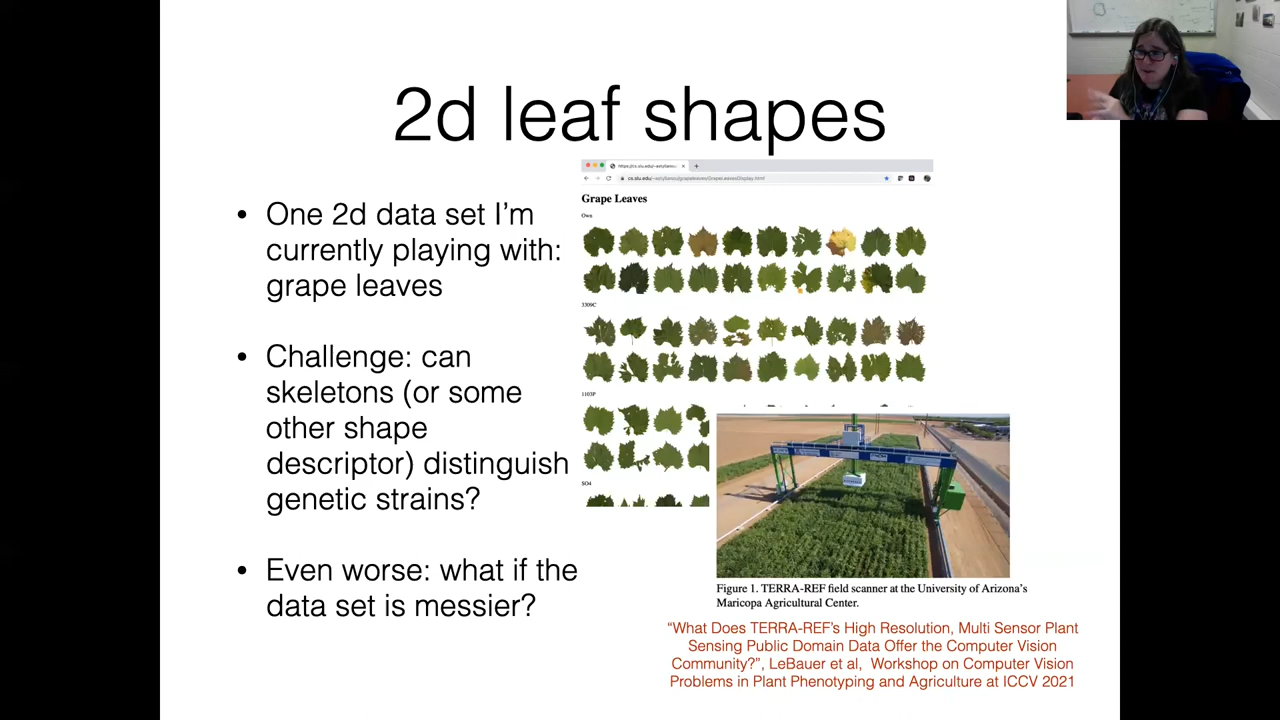 2d leaf shapes
• One 2d data set I'm
currently playing with:
grape leaves
• Challenge: can
skeletons (or some
other shape
descriptor) distinguish
genetic strains?
• Even worse: what if the
data set is messier?
Grape Leaves
Own
3309C
1103P
SO4
Figure 1. TERRA-REF field scanner at the University of Arizona's
Maricopa Agricultural Center.
“What Does TERRA-REF's High Resolution, Multi Sensor Plant
Sensing Public Domain Data Offer the Computer Vision
Community?”, LeBauer et al, Workshop on Computer Vision
Problems in Plant Phenotyping and Agriculture at ICCV 2021